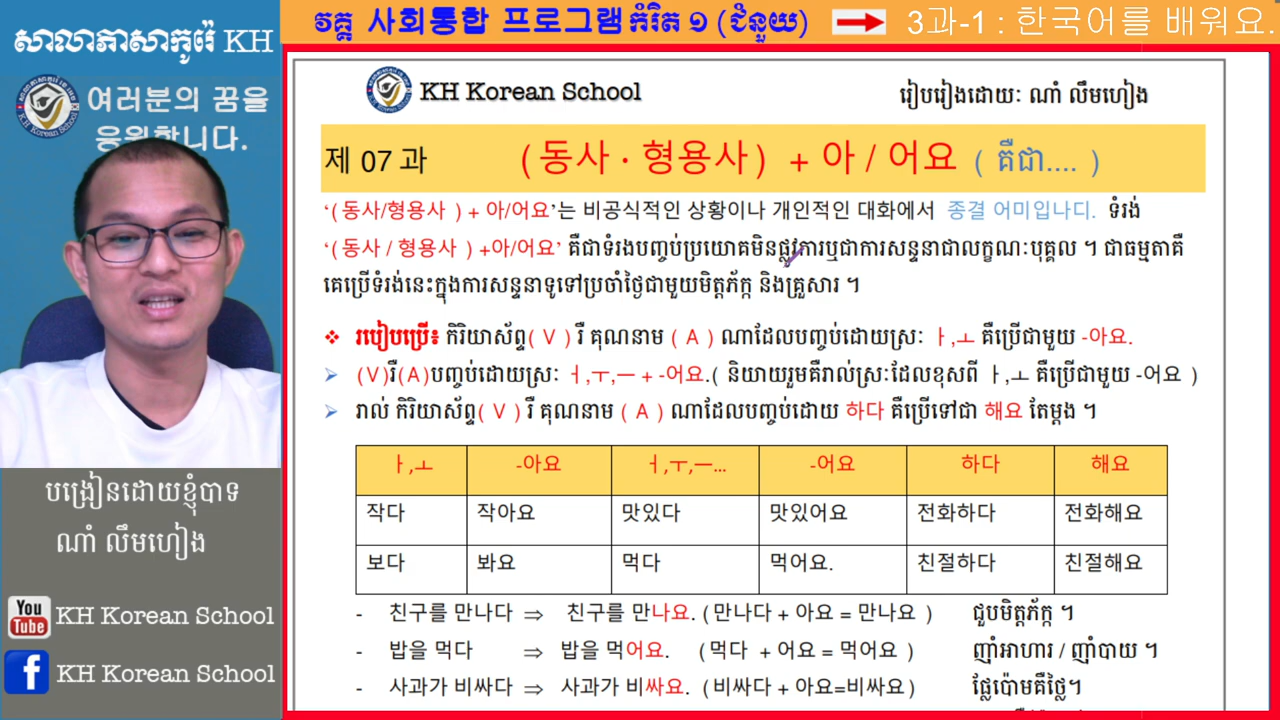 សាលាភាសាកូរ៉េ KH
វគ្គ 사회통합 프로그램 កំរិត ១ (ជំនួយ)
3과-1 : 한국어를 배워요.
여러분의 꿈을
응원합니다.
KH Korean School
រៀបរៀងដោយៈ ណាំ លឹមហៀង
제 07 과 ( 동사 · 형용사 ) + 아 / 어요 ( គឺជា.... )
‘( 동사/형용사 ) + 아/어요’는 비공식적인 상황이나 개인적인 대화에서 종결 어미입나디. ទំរង់
‘( 동사 / 형용사 ) +아/어요’ គឺជាទំរងបញ្ចប់ប្រយោគមិនផ្លូវការឬជាការសន្ទនាជាលក្ខណៈបុគ្គល ។ ជាធម្មតាគឺ
គេប្រើទំរង់នេះក្នុងការសន្ទនាទូទៅប្រចាំថ្ងៃជាមួយមិត្តភ័ក្ក និងគ្រួសារ ។
❖ របៀបប្រើ៖ កិរិយាស័ព្ទ( V ) រឺ គុណនាម ( A ) ណាដែលបញ្ចប់ដោយស្រៈ ㅏ,ㅗ គឺប្រើជាមួយ -아요.
➢ (V)រឺ(A)បញ្ចប់ដោយស្រៈ ㅓ,ㅜ,ㅡ + -어요.( និយាយរួមគឺរាល់ស្រៈដែលខុសពី ㅏ,ㅗ គឺប្រើជាមួយ -어요 )
➢ រាល់ កិរិយាស័ព្ទ( V ) រឺ គុណនាម ( A ) ណាដែលបញ្ចប់ដោយ 하다 គឺប្រើទៅជា 해요 តែម្តង ។
ㅏ,ㅗ -아요 ㅓ,ㅜ,ㅡ... -어요 하다 해요
작다 작아요 맛있다 맛있어요 전화하다 전화해요
보다 봐요 먹다 먹어요. 친절하다 친절해요
- 친구를 만나다 ⇒ 친구를 만나요. ( 만나다 + 아요 = 만나요 ) ជួបមិត្តភ័ក្ក ។
- 밥을 먹다 ⇒ 밥을 먹어요. ( 먹다 + 어요 = 먹어요 ) ញ៉ាំអាហារ / ញ៉ាំបាយ ។
- 사과가 비싸다 ⇒ 사과가 비싸요. ( 비싸다 + 아요=비싸요 ) ផ្លែប៉ោមគឺថ្លៃ។
បង្រៀនដោយខ្ញុំបាទ
ណាំ លឹមហៀង
You Tube KH Korean School
f KH Korean School